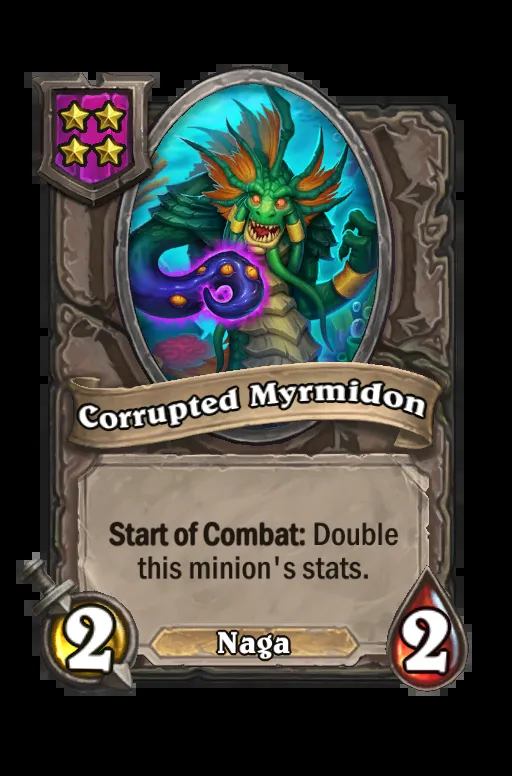 Corrupted Myrmidon
Start of Combat: Double
this minion's stats.
2
Naga
2